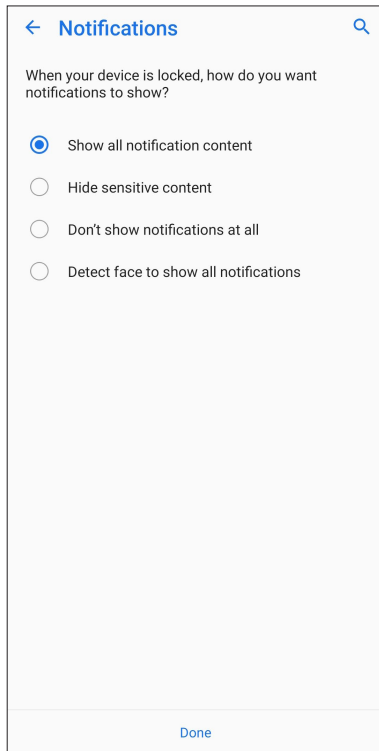 Notifications
When your device is locked, how do you want
notifications to show?
Show all notification content
Hide sensitive content
Don’t show notifications at all
Detect face to show all notifications
Done